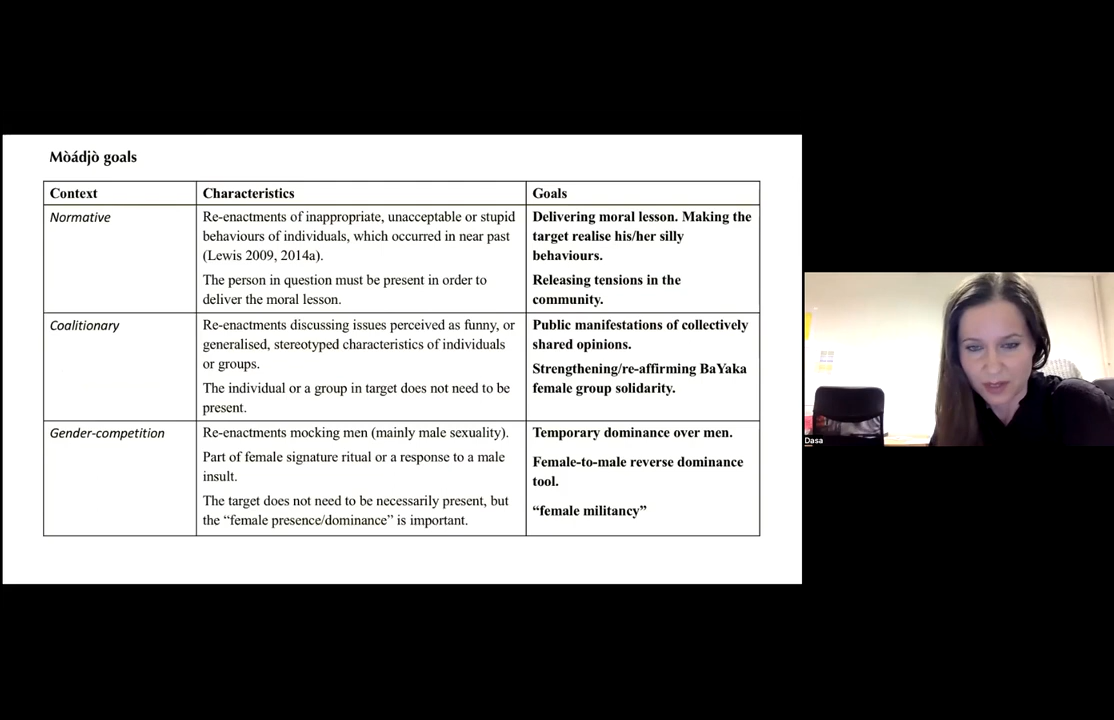 Mòádjò goals
Context
Characteristics
Goals
Normative
Re-enactments of inappropriate, unacceptable or stupid
behaviours of individuals, which occurred in near past
(Lewis 2009, 2014a).
The person in question must be present in order to
deliver the moral lesson.
Delivering moral lesson. Making the
target realise his/her silly
behaviours.
Releasing tensions in the
community.
Coalitionary
Re-enactments discussing issues perceived as funny, or
generalised, stereotyped characteristics of individuals
or groups.
The individual or a group in target does not need to be
present.
Public manifestations of collectively
shared opinions.
Strengthening/re-affirming BaYaka
female group solidarity.
Gender-competition
Re-enactments mocking men (mainly male sexuality).
Part of female signature ritual or a response to a male
insult.
The target does not need to be necessarily present, but
the “female presence/dominance” is important.
Temporary dominance over men.
Female-to-male reverse dominance
tool.
“female militancy”
Dasa